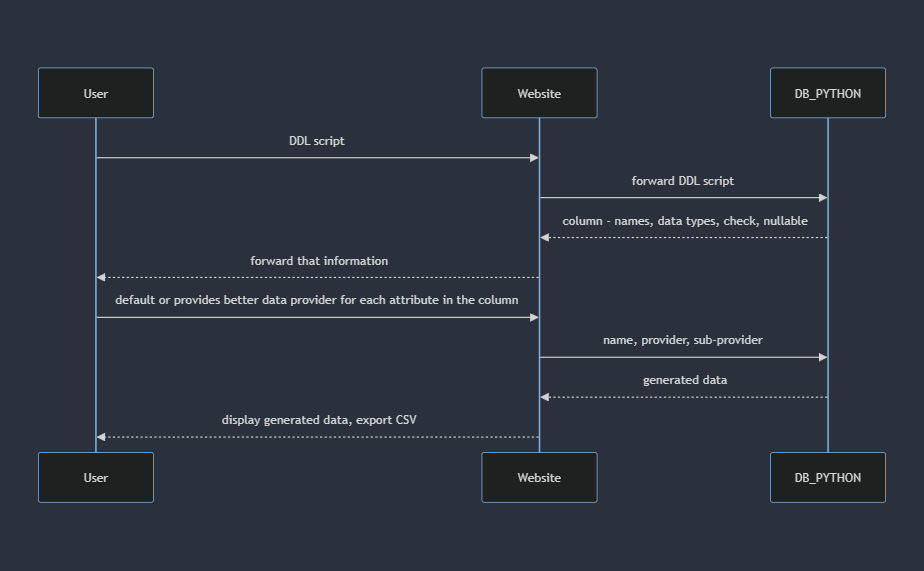 User
Website
DB_PYTHON
DDL script
forward DDL script
column - names, data types, check, nullable
forward that information
default or provides better data provider for each attribute in the column
name, provider, sub-provider
generated data
display generated data, export CSV
User
Website
DB_PYTHON